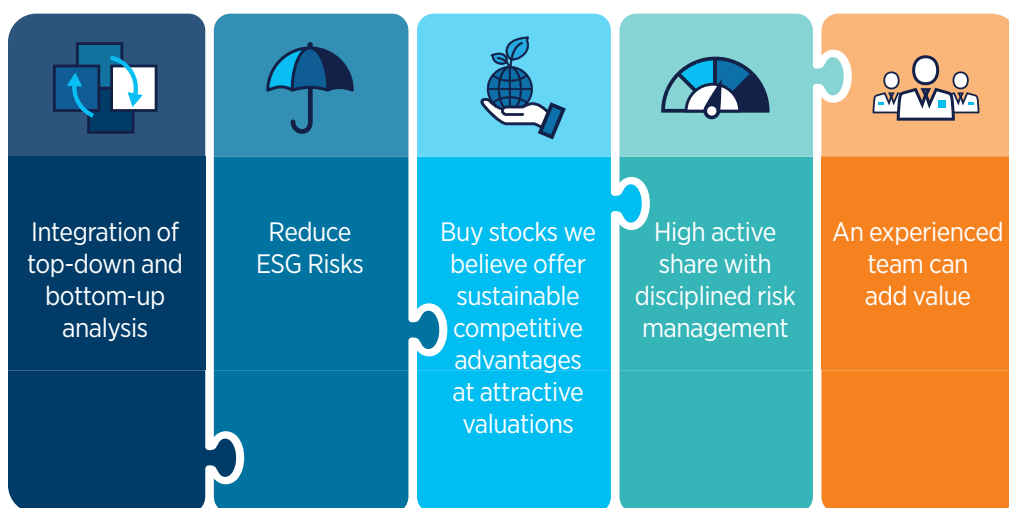 Integration of
top-down and
bottom-up
analysis
Reduce
ESG Risks
Buy stocks we
believe offer
sustainable
competitive
advantages
at attractive
valuations
High active
share with
disciplined risk
management
An experienced
team can
add value